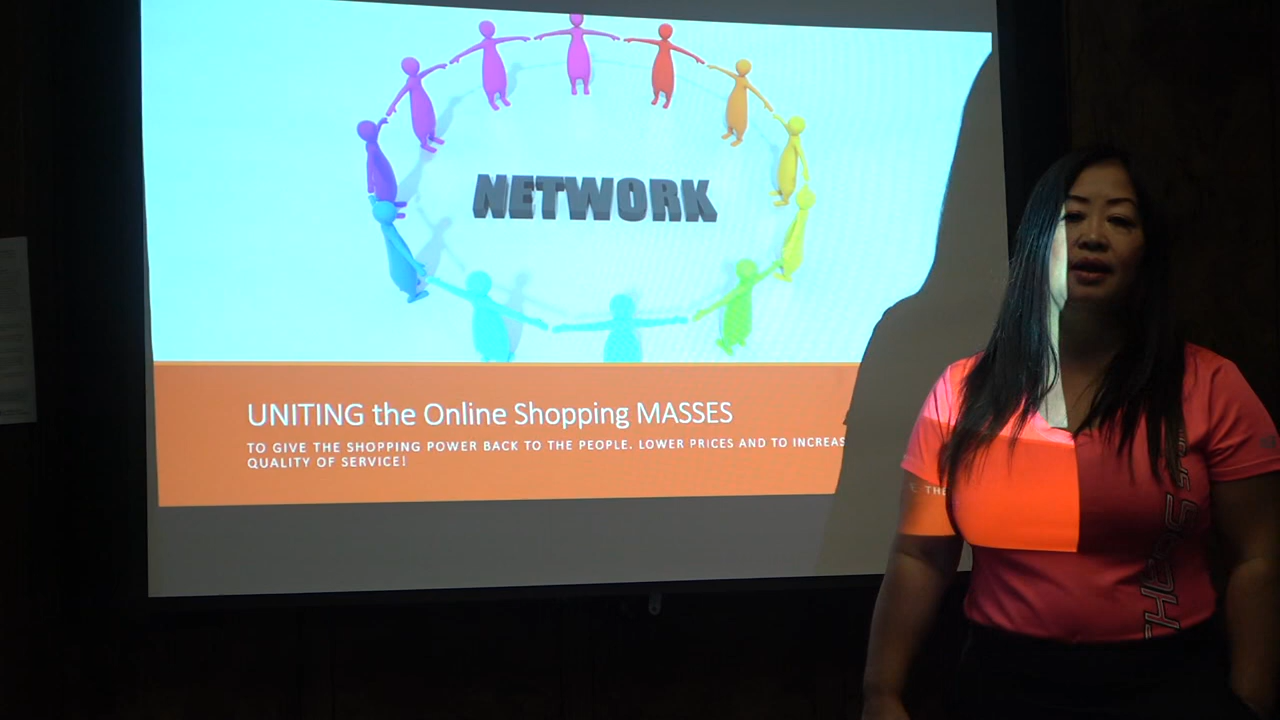 NETWORK
UNITING the Online Shopping MASSES
TO GIVE THE SHOPPING POWER BACK TO THE PEOPLE. LOWER PRICES AND TO INCREAS
QUALITY OF SERVICE!